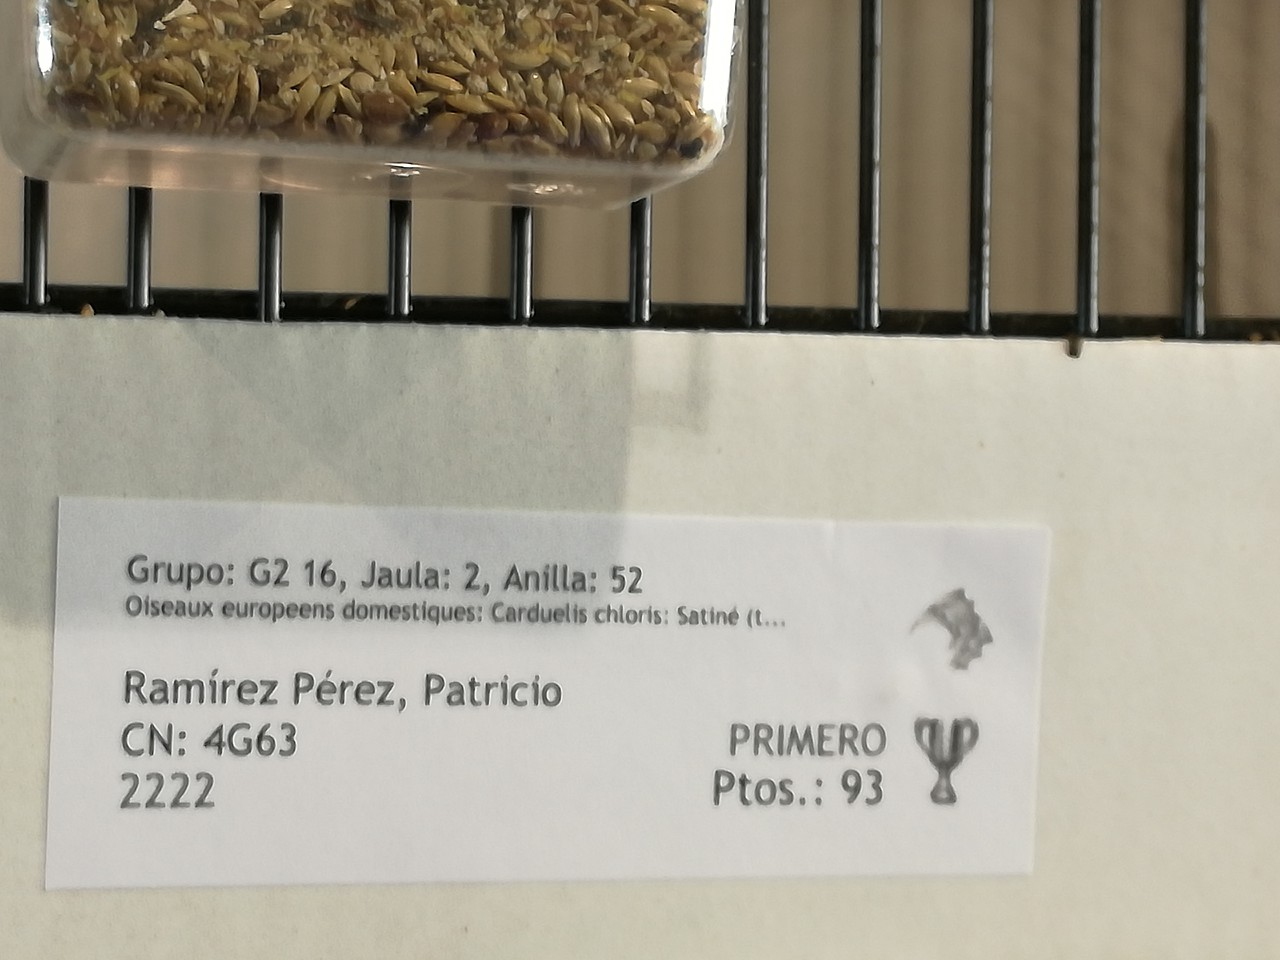 Grupo: G2 16, Jaula: 2, Anilla: 52
Oiseaux europeens domestiques: Carduelis chloris: Satiné (t...
Ramírez Pérez, Patricio
CN: 4G63
2222
PRIMERO
Ptos.: 93